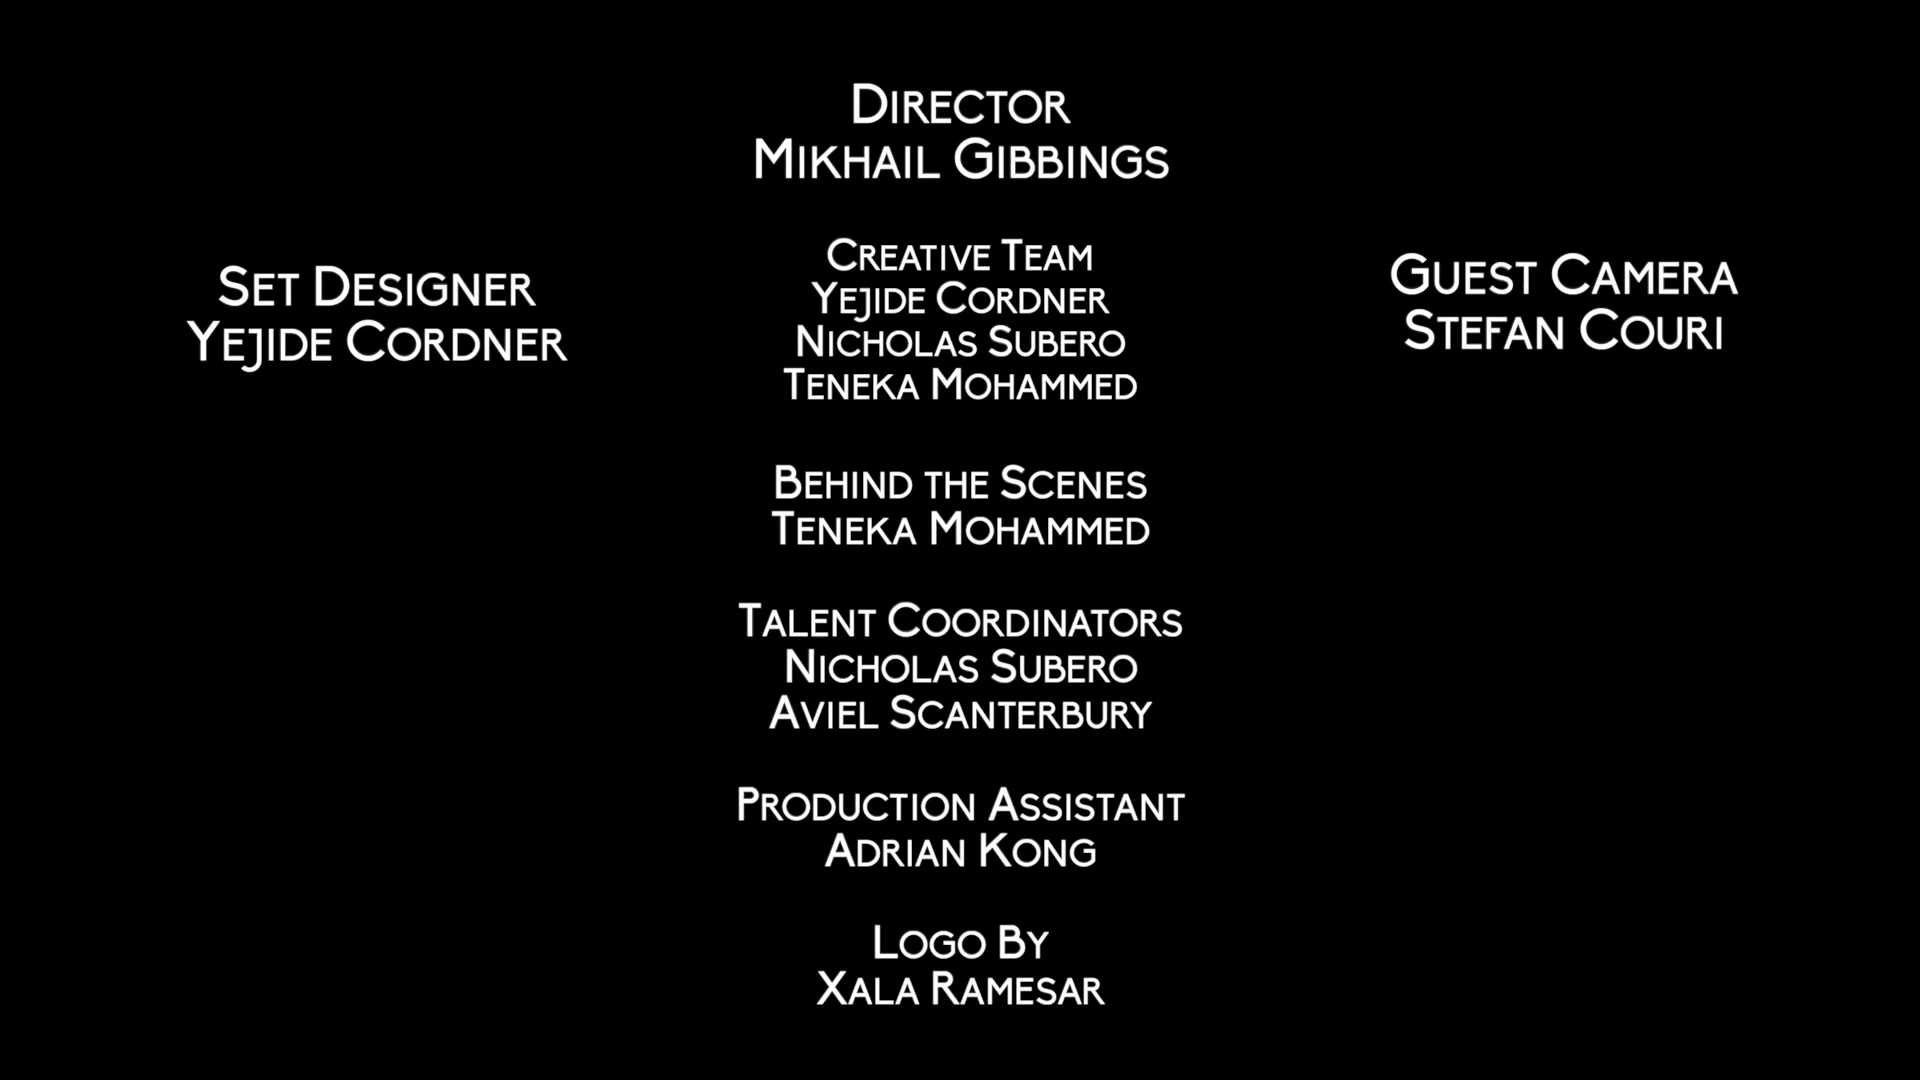 Director
Mikhail Gibbings
Set Designer
Yejide Cordner
Creative Team
Yejide Cordner
Nicholas Subero
Teneka Mohammed
Guest Camera
Stefan Couri
Behind the Scenes
Teneka Mohammed
Talent Coordinators
Nicholas Subero
Aviel Scanterbury
Production Assistant
Adrian Kong
Logo By
Xala Ramesar